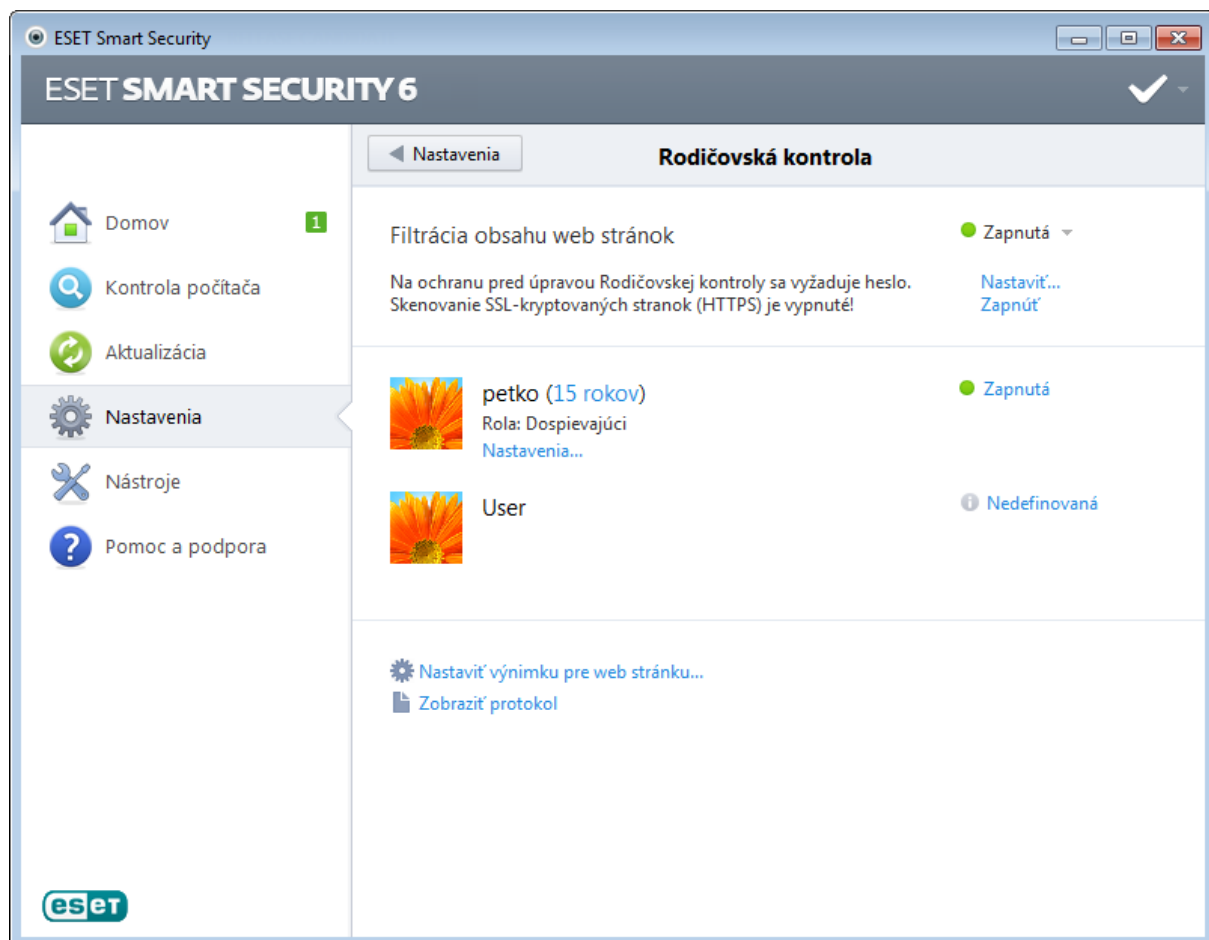 ESET Smart Security
ESET SMART SECURITY 6
Nastavenia
Rodičovská kontrola
Domov
1
Kontrola počítača
Aktualizácia
Nastavenia
Nástroje
Pomoc a podpora
Filtrácia obsahu web stránok
Zapnutá
Na ochranu pred úpravou Rodičovskej kontroly sa vyžaduje heslo.
Nastaviť...
Skenovanie SSL-kryptovaných stranok (HTTPS) je vypnuté!
Zapnúť
petko (15 rokov)
Zapnutá
Rola: Dospievajúci
Nastavenia...
User
Nedefinovaná
Nastaviť výnimku pre web stránku...
Zobraziť protokol
eset